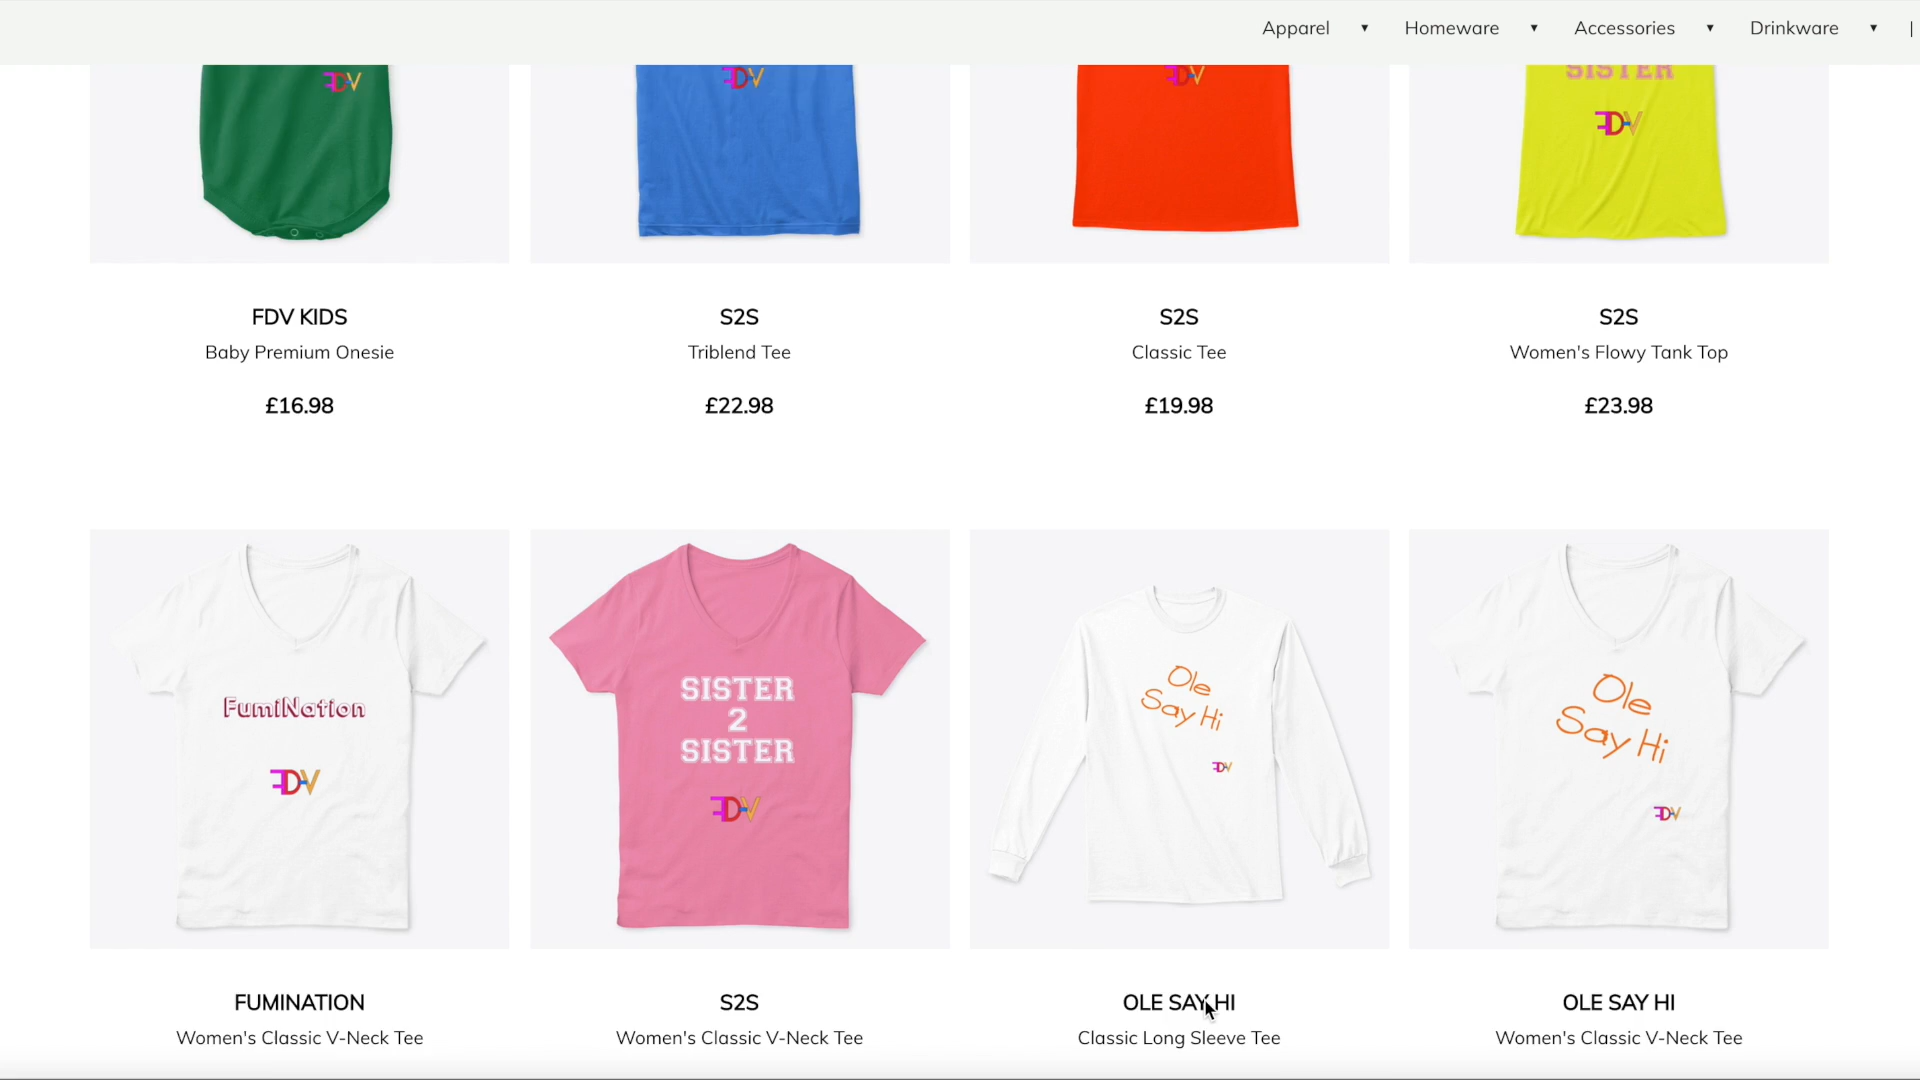 Apparel ▼ Homeware ▼ Accessories ▼ Drinkware ▼ |
FDV
FDV
FDV
SISTER
FDV
FDV KIDS
Baby Premium Onesie
£16.98
S2S
Triblend Tee
£22.98
S2S
Classic Tee
£19.98
S2S
Women's Flowy Tank Top
£23.98
FumiNation
FDV
SISTER
2
SISTER
FDV
Ole
Say Hi
FDV
Ole
Say Hi
FDV
FUMINATION
Women's Classic V-Neck Tee
S2S
Women's Classic V-Neck Tee
OLE SAY HI
Classic Long Sleeve Tee
OLE SAY HI
Women's Classic V-Neck Tee